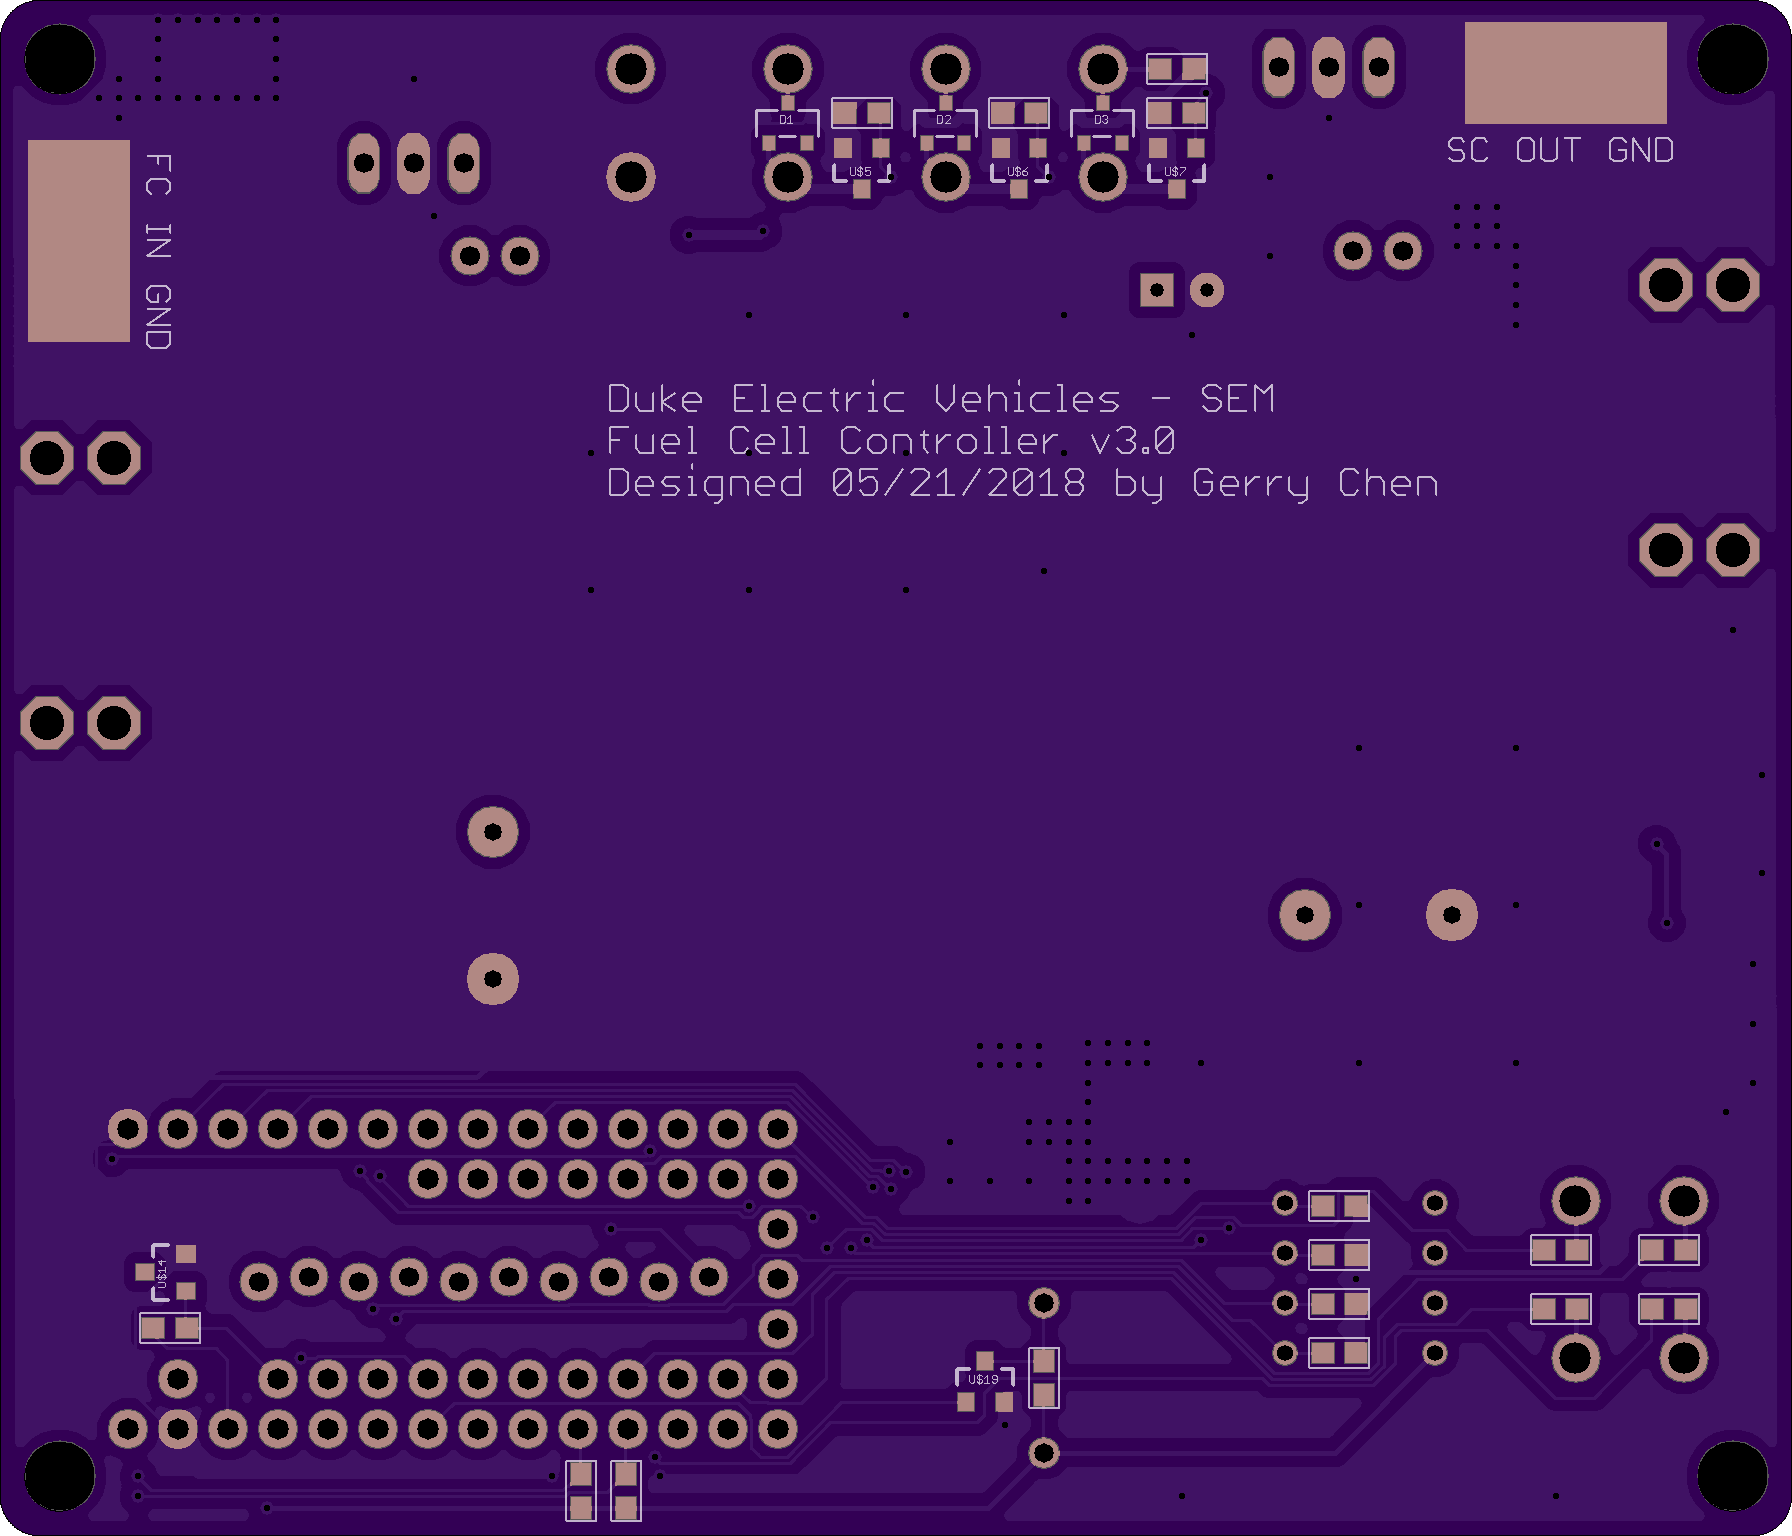 D1
D2
D3
U$5
U$6
U$7
SC OUT GND
FC IN GND
Duke Electric Vehicles - SEM
Fuel Cell Controller v3.0
Designed 05/21/2018 by Gerry Chen
U$14
U$19